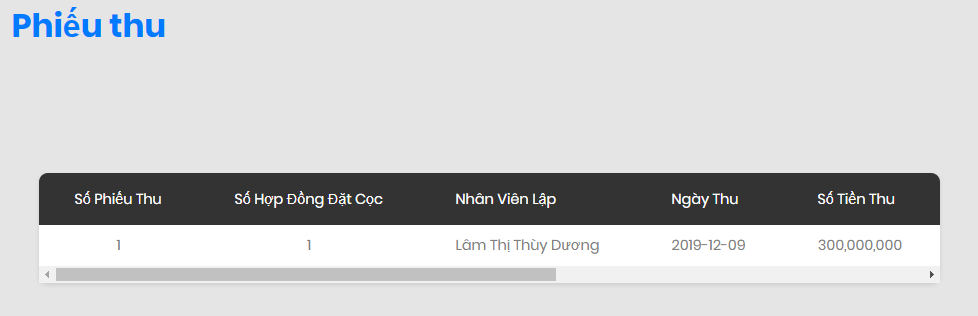 Phiếu thu
Số Phiếu Thu Số Hợp Đồng Đặt Cọc Nhân Viên Lập Ngày Thu Số Tiền Thu
1 1 Lâm Thị Thùy Dương 2019-12-09 300,000,000